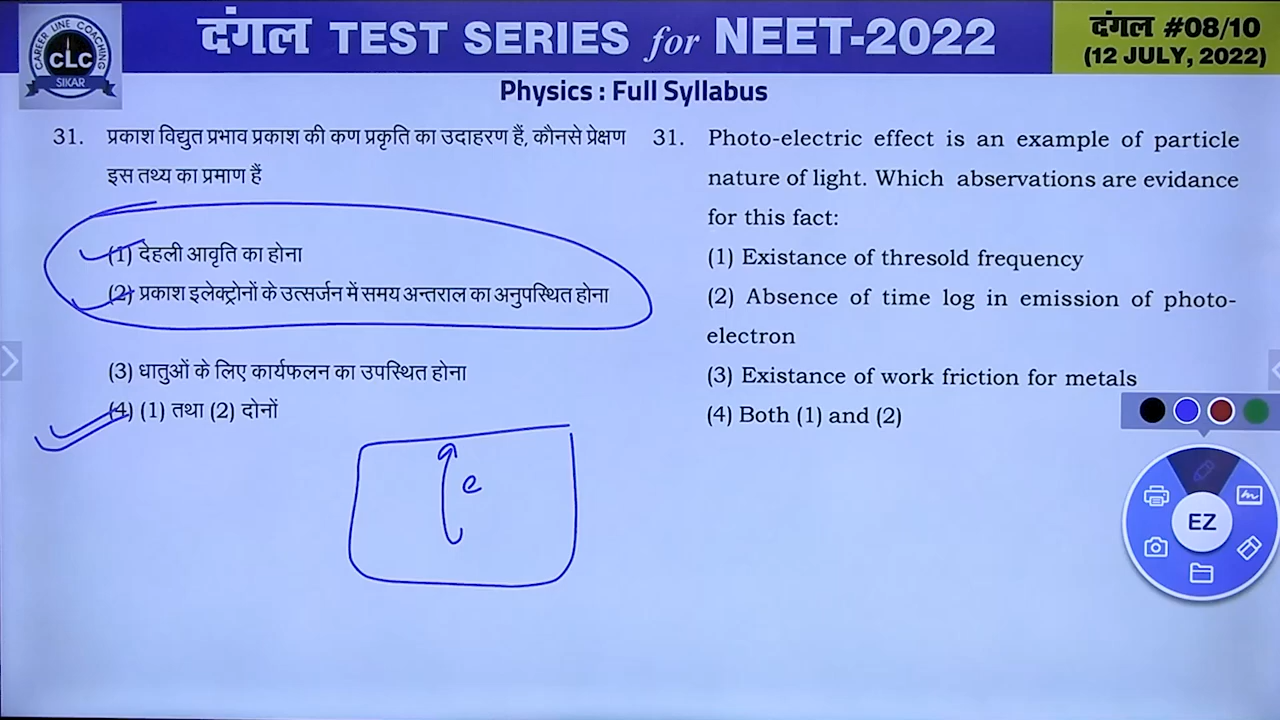 CAREER LINE COACHING
CLC
SIKAR
दंगल TEST SERIES for NEET-2022
दंगल #08/10
(12 JULY, 2022)
Physics : Full Syllabus
31. प्रकाश विद्युत प्रभाव प्रकाश की कण प्रकृति का उदाहरण हैं, कौनसे प्रेक्षण
इस तथ्य का प्रमाण हैं
(1) देहली आवृति का होना
(2) प्रकाश इलेक्ट्रोनों के उत्सर्जन में समय अन्तराल का अनुपस्थित होना
(3) धातुओं के लिए कार्यफलन का उपस्थित होना
(4) (1) तथा (2) दोनों
e
31. Photo-electric effect is an example of particle
nature of light. Which observations are evidance
for this fact:
(1) Existance of thresold frequency
(2) Absence of time log in emission of photo-
electron
(3) Existance of work friction for metals
(4) Both (1) and (2)
EZ